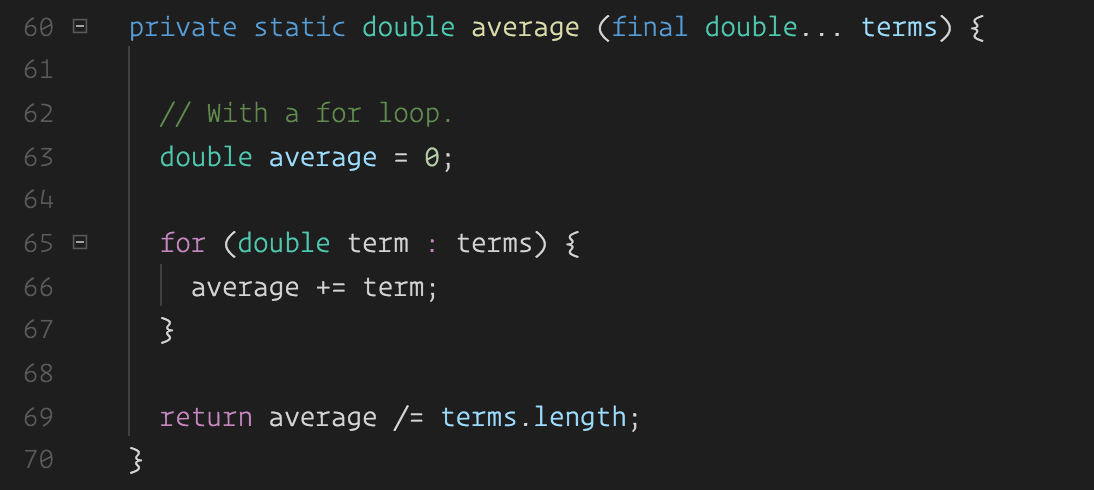 60 private static double average (final double... terms) {
61
62 // With a for loop.
63 double average = 0;
64
65 for (double term : terms) {
66 average += term;
67 }
68
69 return average /= terms.length;
70 }